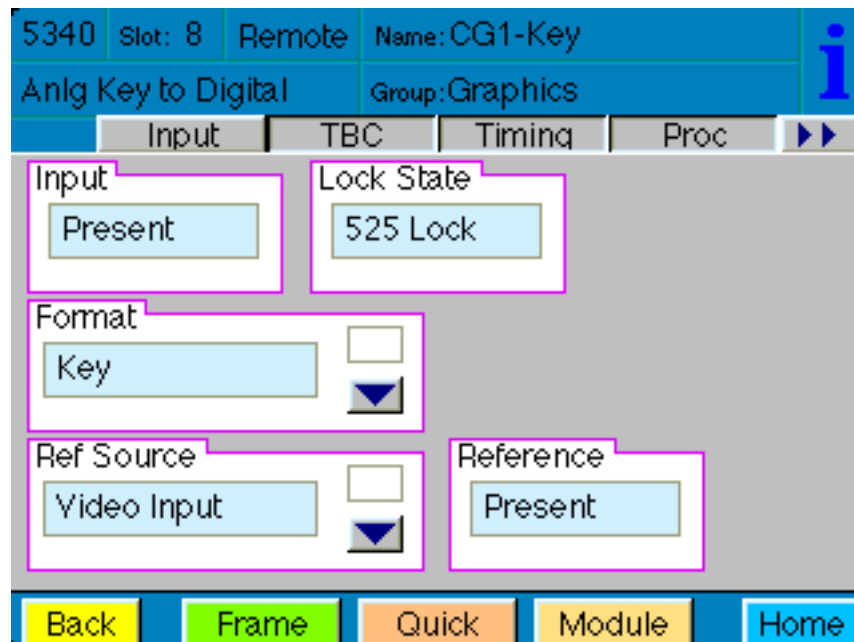 5340 Slot: 8 Remote Name: CG1-Key
Anlg Key to Digital Group: Graphics
i
Input TBC Timing Proc
Input Lock State
Present 525 Lock
Format
Key
Ref Source Reference
Video Input Present
Back Frame Quick Module Home